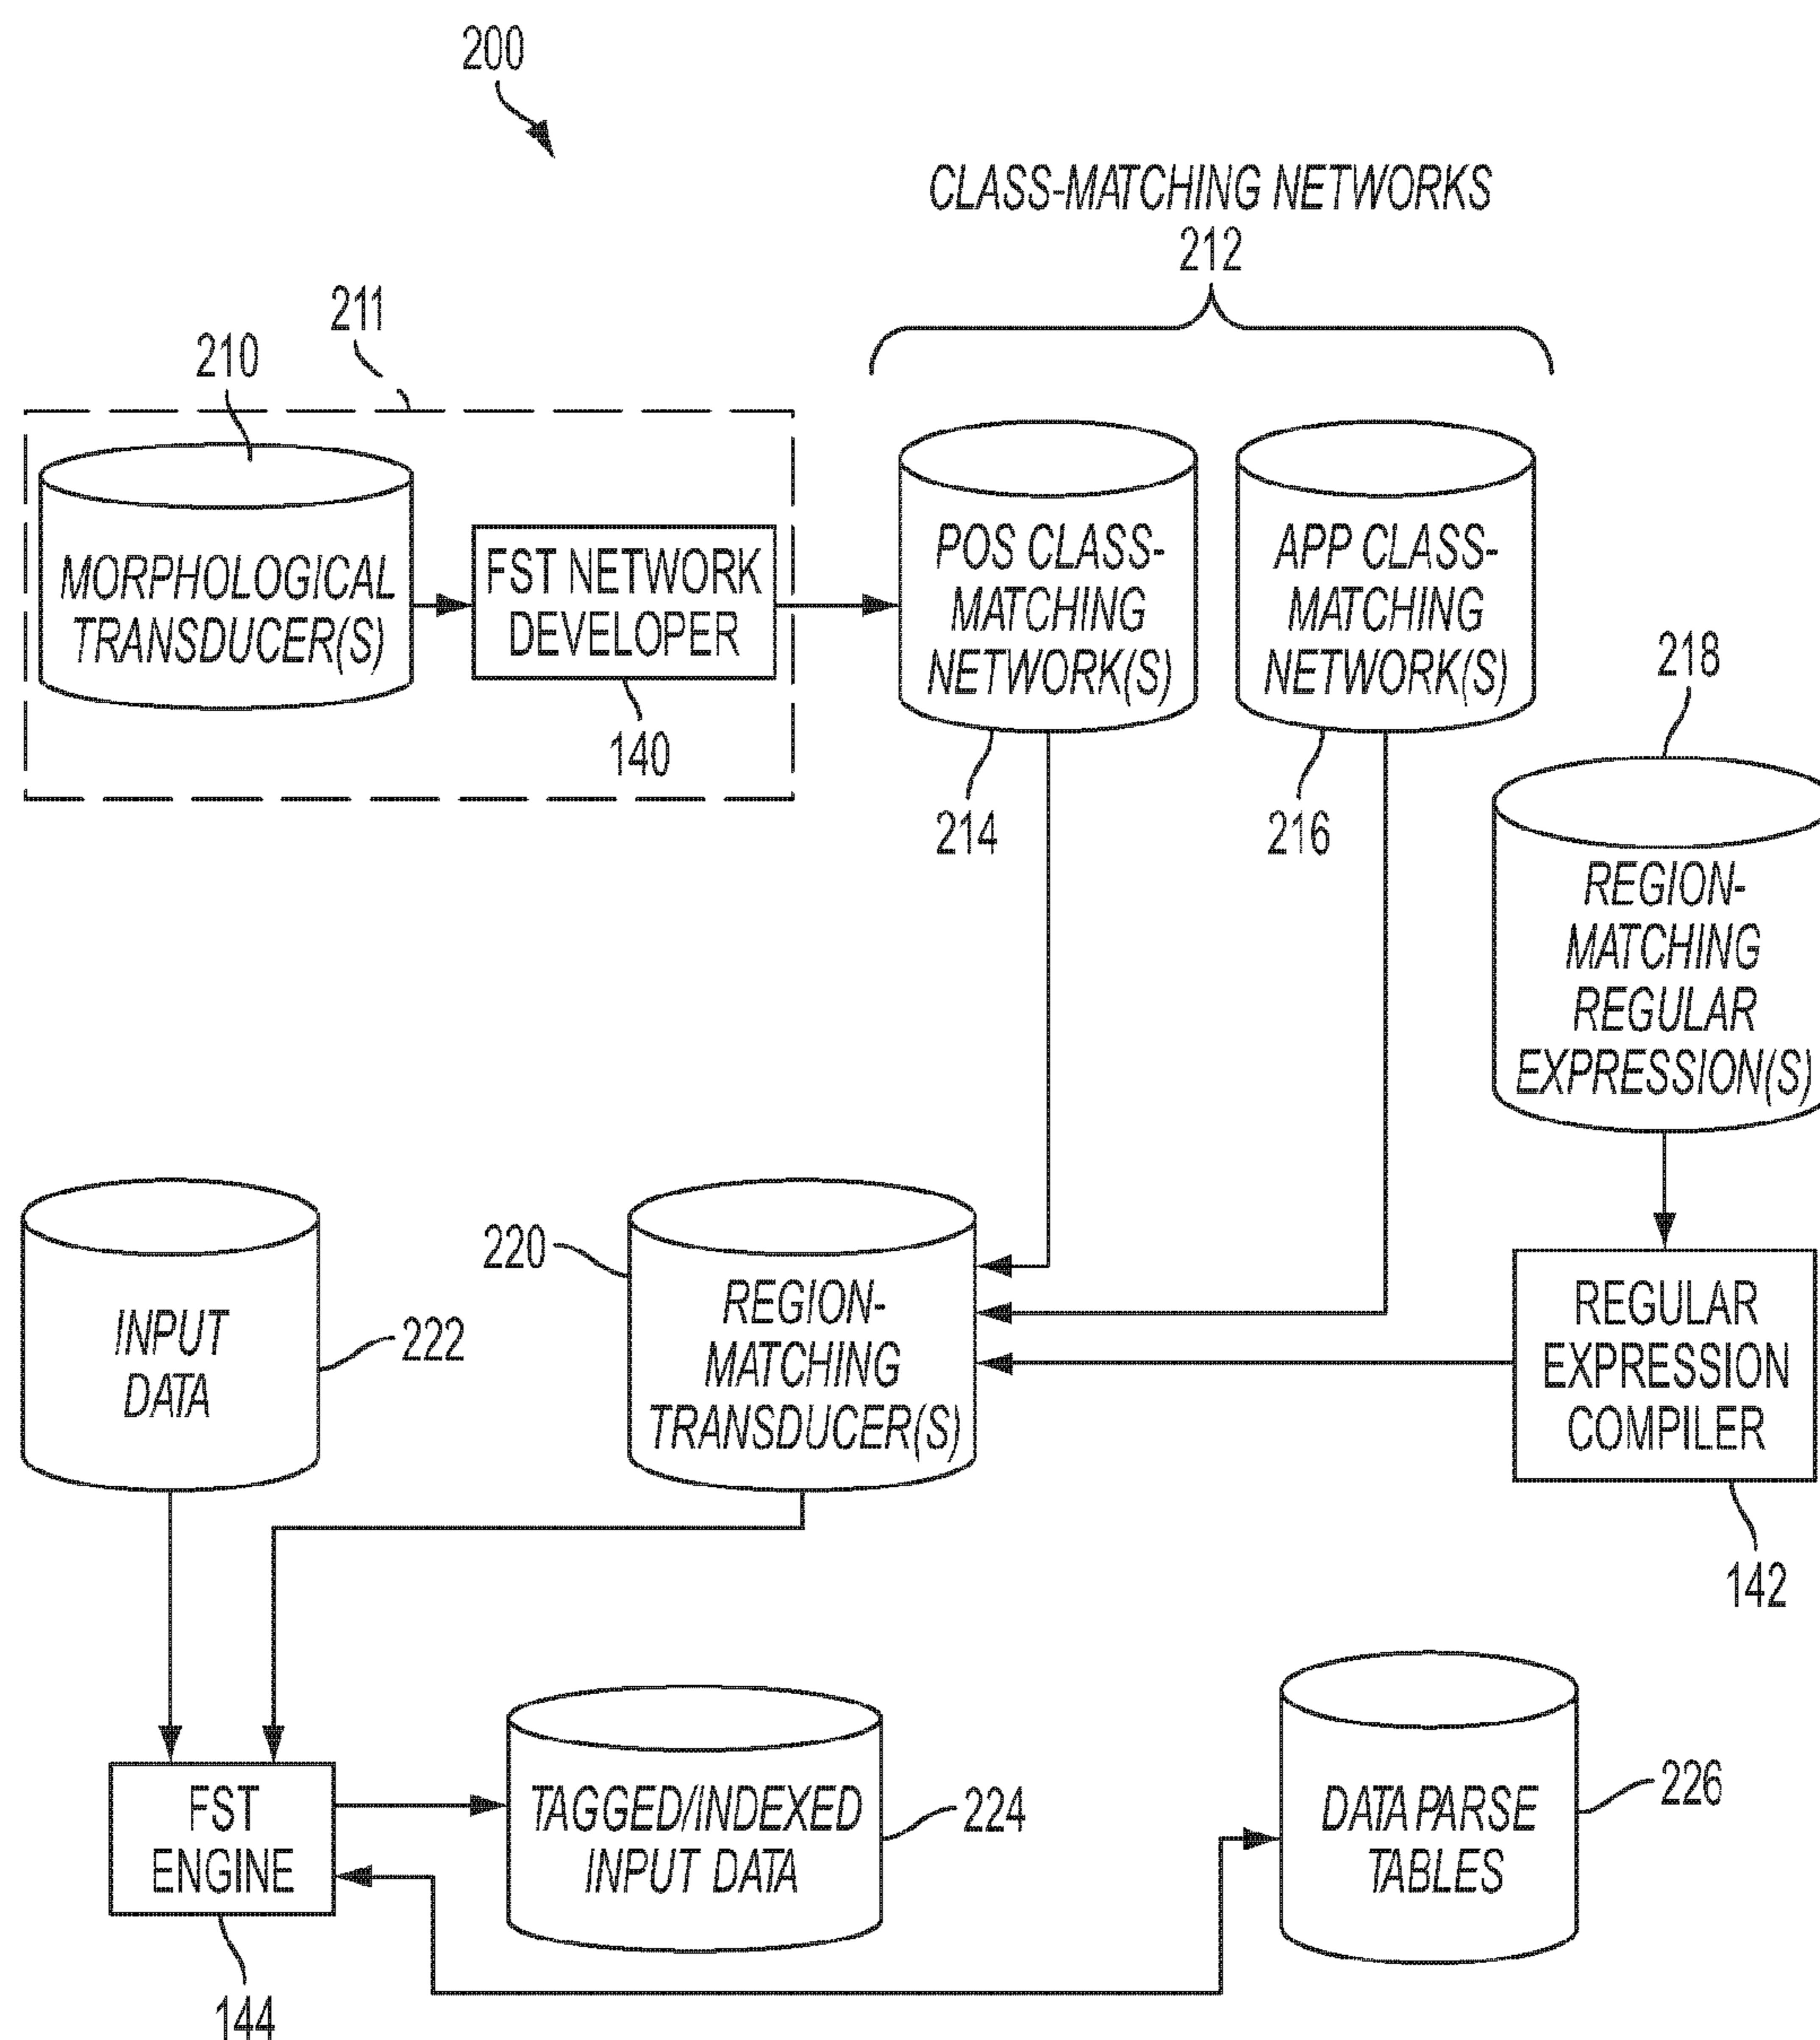 200
CLASS-MATCHING NETWORKS
212
211
210
MORPHOLOGICAL
TRANSDUCER(S)
FST NETWORK
DEVELOPER
140
POS CLASS-
MATCHING
NETWORK(S)
214
APP CLASS-
MATCHING
NETWORK(S)
216
218
REGION-
MATCHING
REGULAR
EXPRESSION(S)
INPUT
DATA
222
220
REGION-
MATCHING
TRANSDUCER(S)
REGULAR
EXPRESSION
COMPILER
142
FST
ENGINE
144
TAGGED/INDEXED
INPUT DATA
224
DATA PARSE
TABLES
226